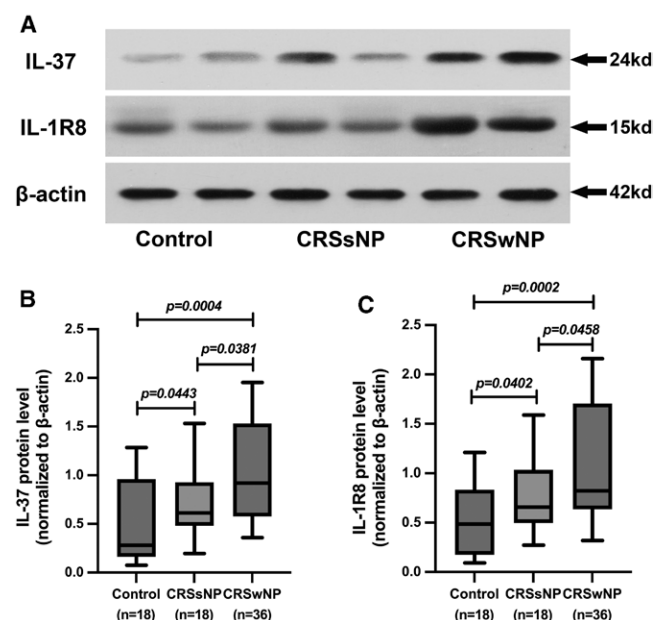 A
IL-37
24kd
IL-1R8
15kd
β-actin
42kd
Control CRSsNP CRSwNP
B
p=0.0004
p=0.0381
p=0.0443
IL-37 protein level
(normalized to β-actin)
2.5
2.0
1.5
1.0
0.5
0.0
Control CRSsNP CRSwNP
(n=18) (n=18) (n=36)
C
p=0.0002
p=0.0458
p=0.0402
IL-1R8 protein level
(normalized to β-actin)
2.5
2.0
1.5
1.0
0.5
0.0
Control CRSsNP CRSwNP
(n=18) (n=18) (n=36)